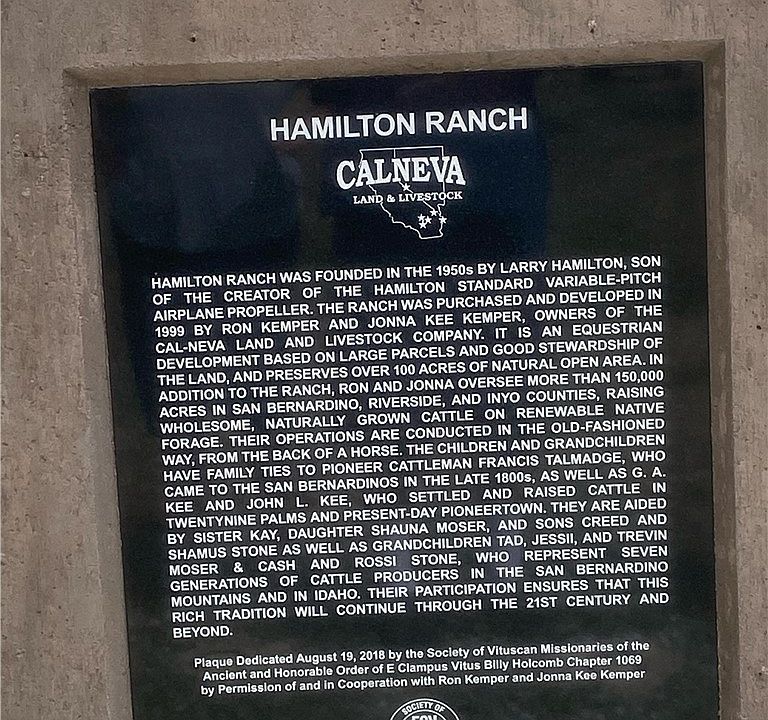 HAMILTON RANCH
CALNEVA
LAND & LIVESTOCK
HAMILTON RANCH WAS FOUNDED IN THE 1950s BY LARRY HAMILTON, SON
OF THE CREATOR OF THE HAMILTON STANDARD VARIABLE-PITCH
AIRPLANE PROPELLER. THE RANCH WAS PURCHASED AND DEVELOPED IN
1999 BY RON KEMPER AND JONNA KEE KEMPER, OWNERS OF THE
CAL-NEVA LAND AND LIVESTOCK COMPANY. IT IS AN EQUESTRIAN
DEVELOPMENT BASED ON LARGE PARCELS AND GOOD STEWARDSHIP OF
THE LAND, AND PRESERVES OVER 100 ACRES OF NATURAL OPEN AREA. IN
ADDITION TO THE RANCH, RON AND JONNA OVERSEE MORE THAN 150,000
ACRES IN SAN BERNARDINO, RIVERSIDE, AND INYO COUNTIES, RAISING
WHOLESOME, NATURALLY GROWN CATTLE ON RENEWABLE NATIVE
FORAGE. THEIR OPERATIONS ARE CONDUCTED IN THE OLD-FASHIONED
WAY, FROM THE BACK OF A HORSE. THE CHILDREN AND GRANDCHILDREN
HAVE FAMILY TIES TO PIONEER CATTLEMAN FRANCIS TALMADGE, WHO
CAME TO THE SAN BERNARDINOS IN THE LATE 1800s, AS WELL AS G. A.
KEE AND JOHN L. KEE, WHO SETTLED AND RAISED CATTLE IN
TWENTYNINE PALMS AND PRESENT-DAY PIONEERTOWN. THEY ARE AIDED
BY SISTER KAY, DAUGHTER SHAUNA MOSER, AND SONS CREED AND
SHAMUS STONE AS WELL AS GRANDCHILDREN TAD, JESSII, AND TREVIN
MOSER & CASH AND ROSSI STONE, WHO REPRESENT SEVEN
GENERATIONS OF CATTLE PRODUCERS IN THE SAN BERNARDINO
MOUNTAINS AND IN IDAHO. THEIR PARTICIPATION ENSURES THAT THIS
RICH TRADITION WILL CONTINUE THROUGH THE 21ST CENTURY AND
BEYOND.
Plaque Dedicated August 19, 2018 by the Society of Vituscan Missionaries of the
Ancient and Honorable Order of E Clampus Vitus Billy Holcomb Chapter 1069
by Permission of and in Cooperation with Ron Kemper and Jonna Kee Kemper
SOCIETY OF